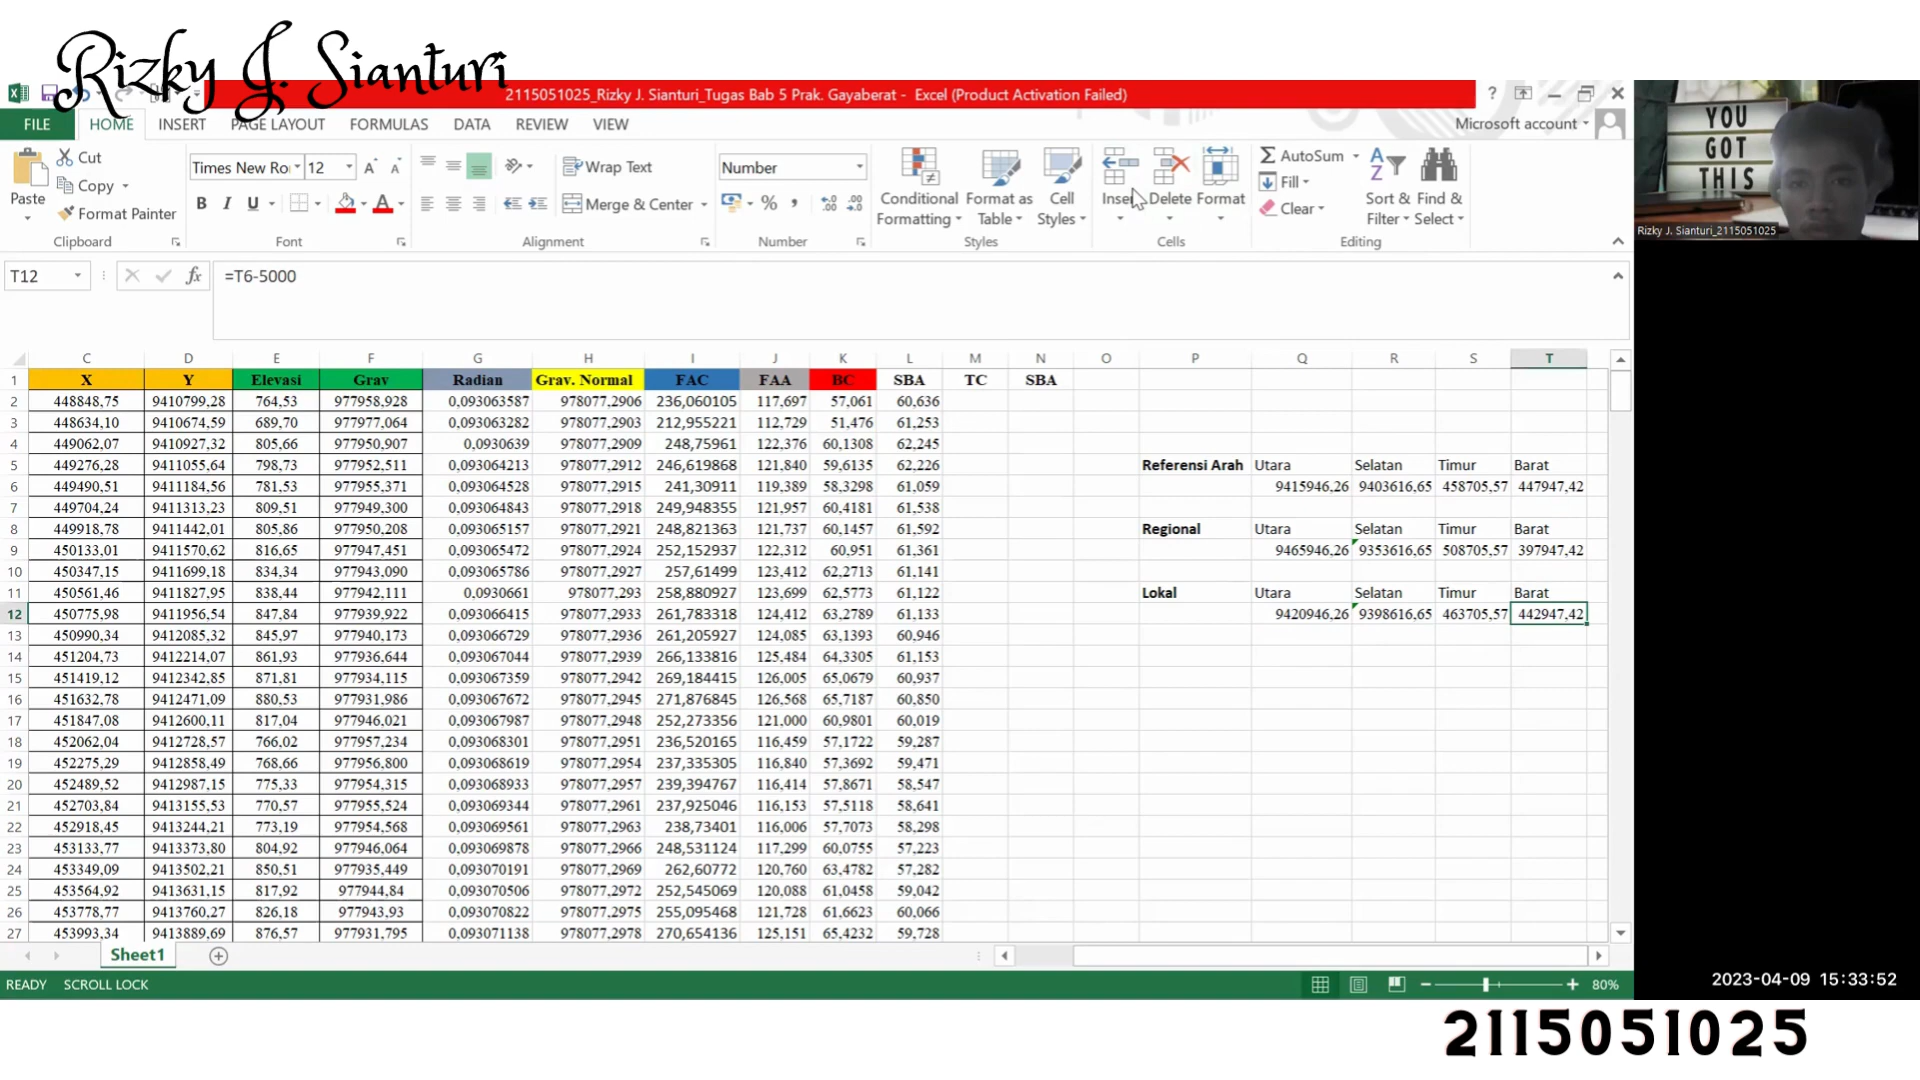 Rizky J. Sianturi
2115051025_Rizky J. Sianturi_Tugas Bab 5 Prak. Gayaberat - Excel (Product Activation Failed)
FILE HOME INSERT PAGE LAYOUT FORMULAS DATA REVIEW VIEW
Microsoft account
Paste Cut Copy Format Painter
Times New Ro 12
B I U
Wrap Text
Merge & Center
Number
Conditional Formatting Format as Table Cell Styles
Insert Delete Format
AutoSum Fill Clear
Sort & Filter Find & Select
Clipboard Font Alignment Number Styles Cells Editing
T12 =T6-5000
C D E F G H I J K L M N O P Q R S T
1 X Y Elevasi Grav Radian Grav. Normal FAC FAA BC SBA TC SBA
2 448848,75 9410799,28 764,53 977958,928 0,093063587 978077,2906 236,060105 117,697 57,061 60,636
3 448634,10 9410674,59 689,70 977977,064 0,093063282 978077,2903 212,955221 112,729 51,476 61,253
4 449062,07 9410927,32 805,66 977950,907 0,0930639 978077,2909 248,75961 122,376 60,1308 62,245
5 449276,28 9411055,64 798,73 977952,511 0,093064213 978077,2912 246,619868 121,840 59,6135 62,226 Referensi Arah Utara Selatan Timur Barat
6 449490,51 9411184,56 781,53 977955,371 0,093064528 978077,2915 241,30911 119,389 58,3298 61,059 9415946,26 9403616,65 458705,57 447947,42
7 449704,24 9411313,23 809,51 977949,300 0,093064843 978077,2918 249,948355 121,957 60,4181 61,538
8 449918,78 9411442,01 805,86 977950,208 0,093065157 978077,2921 248,821363 121,737 60,1457 61,592 Regional Utara Selatan Timur Barat
9 450133,01 9411570,62 816,65 977947,451 0,093065472 978077,2924 252,152937 122,312 60,951 61,361 9465946,26 9353616,65 508705,57 397947,42
10 450347,15 9411699,18 834,34 977943,090 0,093065786 978077,2927 257,61499 123,412 62,2713 61,141
11 450561,46 9411827,95 838,44 977942,111 0,0930661 978077,293 258,880927 123,699 62,5773 61,122 Lokal Utara Selatan Timur Barat
12 450775,98 9411956,54 847,84 977939,922 0,093066415 978077,2933 261,783318 124,412 63,2789 61,133 9420946,26 9398616,65 463705,57 442947,42
13 450990,34 9412085,32 845,97 977940,173 0,093066729 978077,2936 261,205927 124,085 63,1393 60,946
14 451204,73 9412214,07 861,93 977936,644 0,093067044 978077,2939 266,133816 125,484 64,3305 61,153
15 451419,12 9412342,85 871,81 977934,115 0,093067359 978077,2942 269,184415 126,005 65,0679 60,937
16 451632,78 9412471,09 880,53 977931,986 0,093067672 978077,2945 271,876845 126,568 65,7187 60,850
17 451847,08 9412600,11 817,04 977946,021 0,093067987 978077,2948 252,273356 121,000 60,9801 60,019
18 452062,04 9412728,57 766,02 977957,234 0,093068301 978077,2951 236,520165 116,459 57,1722 59,287
19 452275,29 9412858,49 768,66 977956,800 0,093068619 978077,2954 237,335305 116,840 57,3692 59,471
20 452489,52 9412987,15 775,33 977954,315 0,093068933 978077,2957 239,394767 116,414 57,8671 58,547
21 452703,84 9413155,53 770,57 977955,524 0,093069344 978077,2961 237,925046 116,153 57,5118 58,641
22 452918,45 9413244,21 773,19 977954,568 0,093069561 978077,2963 238,73401 116,006 57,7073 58,298
23 453133,77 9413373,80 804,92 977946,064 0,093069878 978077,2966 248,531124 117,299 60,0755 57,223
24 453349,09 9413502,21 850,51 977935,449 0,093070191 978077,2969 262,60772 120,760 63,4782 57,282
25 453564,92 9413631,15 817,92 977944,84 0,093070506 978077,2972 252,545069 120,088 61,0458 59,042
26 453778,77 9413760,27 826,18 977943,93 0,093070822 978077,2975 255,095468 121,728 61,6623 60,066
27 453993,34 9413889,69 876,57 977931,795 0,093071138 978077,2978 270,654136 125,151 65,4232 59,728
Sheet1
READY SCROLL LOCK 80%
YOU
GOT
THIS
Rizky J. Sianturi_2115051025
2023-04-09 15:33:52
2115051025